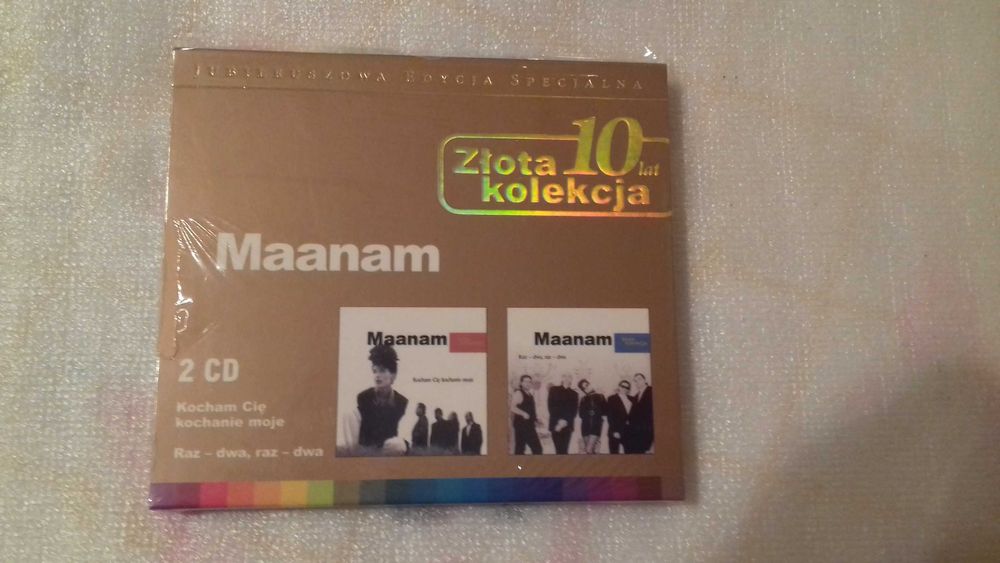 Jubileuszowa Edycja Specjalna
Złota 10 lat
kolekcja
Maanam
2 CD
Kocham Cię
kochanie moje
Raz – dwa, raz – dwa
Maanam
Kocham Cię kochanie moje
Maanam
Raz – dwa, raz – dwa